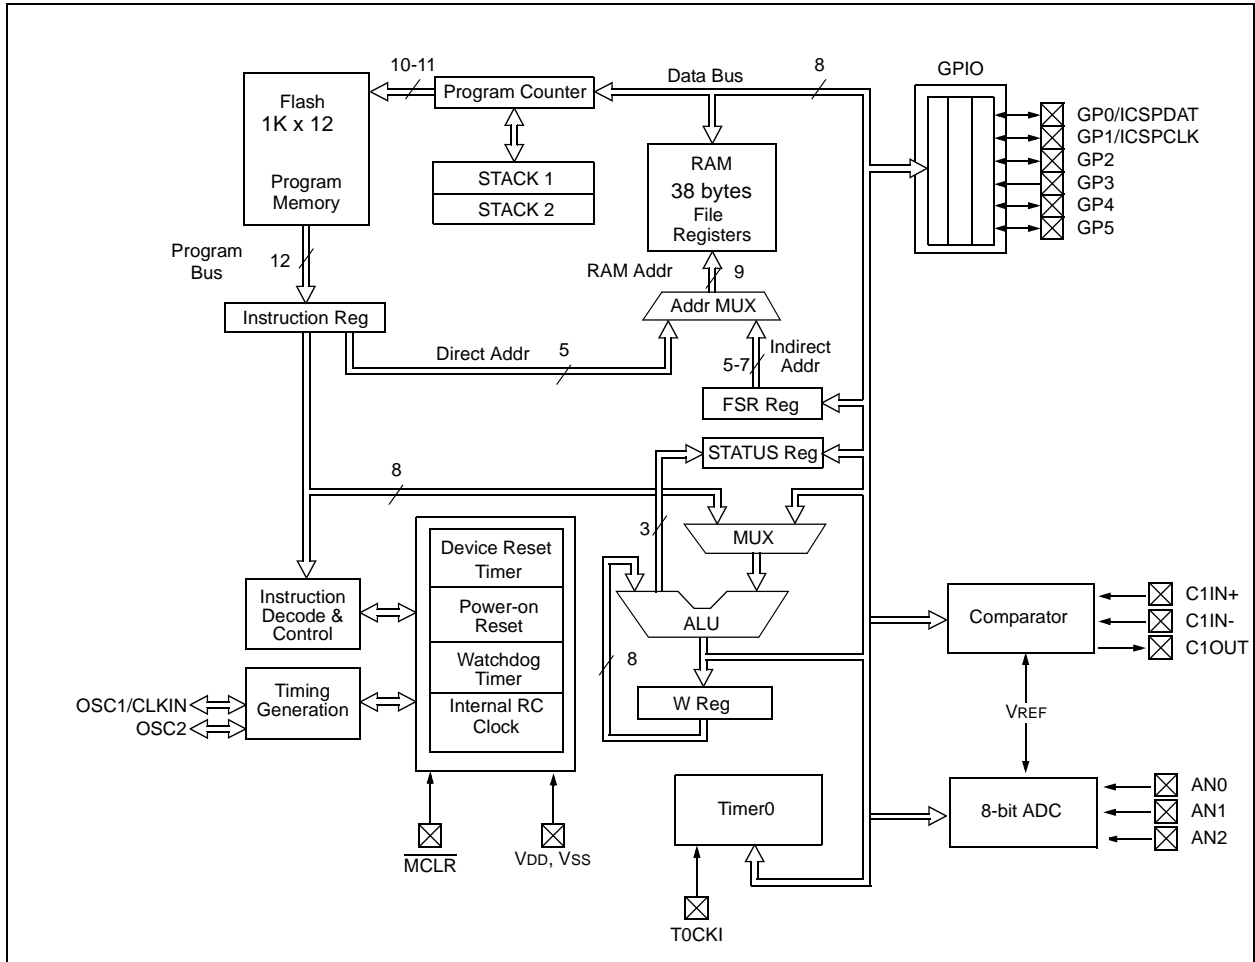 10-11
Data Bus
8
GPIO
Flash
1K x 12
Program
Memory
Program Counter
STACK 1
STACK 2
RAM
38 bytes
File
Registers
GP0/ICSPDAT
GP1/ICSPCLK
GP2
GP3
GP4
GP5
Program
Bus
12
RAM Addr
9
Instruction Reg
Addr MUX
Direct Addr
5
5-7
Indirect
Addr
FSR Reg
STATUS Reg
8
3
MUX
Device Reset
Timer
Power-on
Reset
Watchdog
Timer
Internal RC
Clock
Instruction
Decode &
Control
ALU
8
W Reg
Timing
Generation
OSC1/CLKIN
OSC2
Comparator
C1IN+
C1IN-
C1OUT
VREF
8-bit ADC
AN0
AN1
AN2
Timer0
MCLR
VDD, VSS
T0CKI